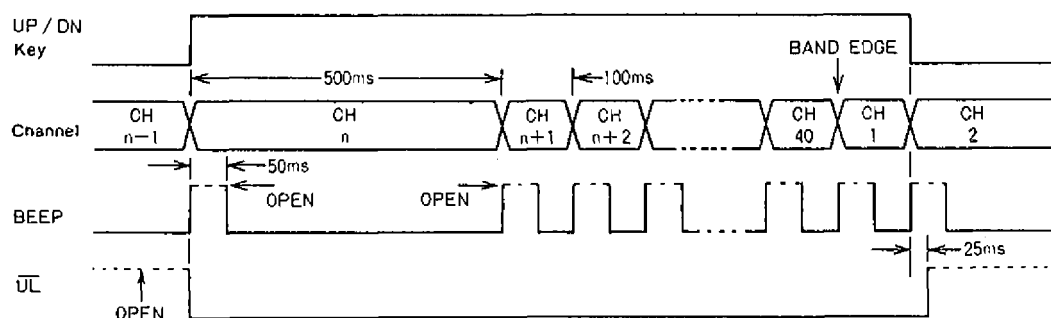 UP / DN
Key
BAND EDGE
500ms
100ms
Channel
CH
n-1
CH
n
CH
n+1
CH
n+2
CH
40
CH
1
CH
2
50ms
OPEN
OPEN
BEEP
25ms
UL
OPEN